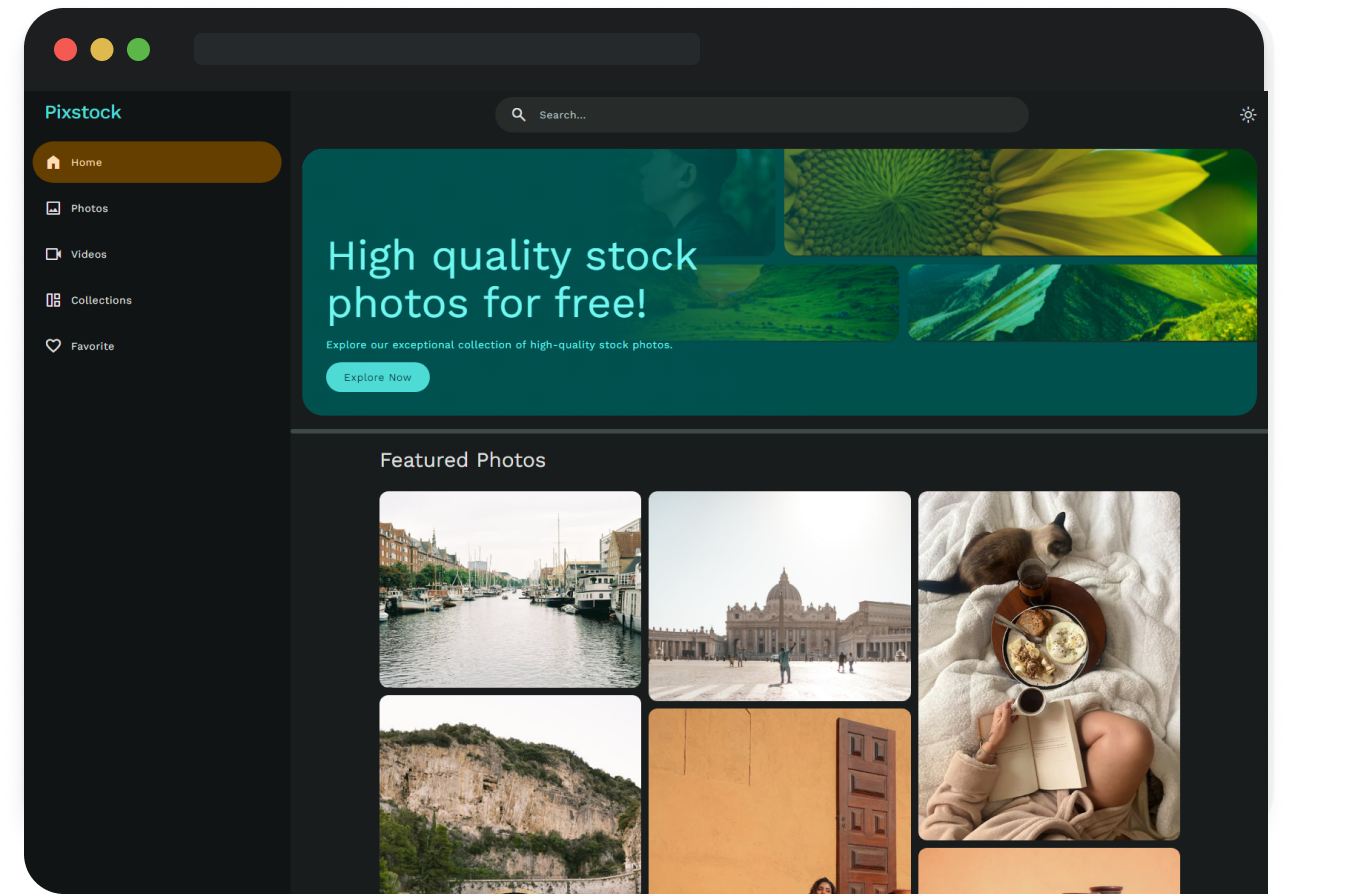 Pixstock
Search...
Home
Photos
Videos
Collections
Favorite
High quality stock
photos for free!
Explore our exceptional collection of high-quality stock photos.
Explore Now
Featured Photos